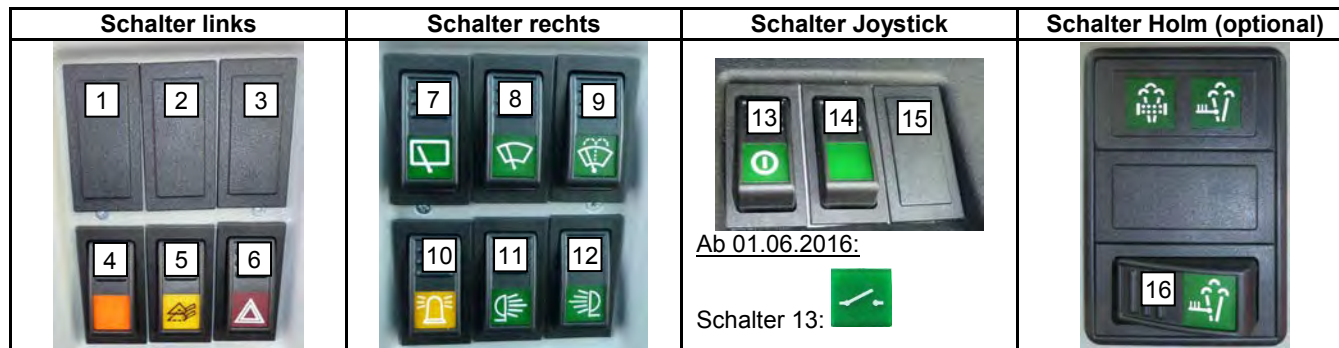 Schalter links
Schalter rechts
Schalter Joystick
Schalter Holm (optional)
1 2 3
4 5 6
7 8 9
10 11 12
13 14 15
Ab 01.06.2016:
Schalter 13:
16